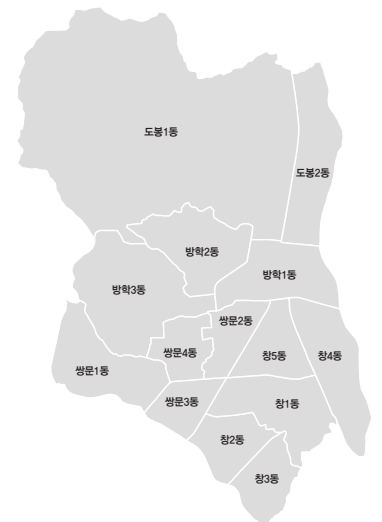 도봉1동
도봉2동
방학2동
방학1동
방학3동
쌍문2동
쌍문4동
창5동
창4동
쌍문1동
쌍문3동
창1동
창2동
창3동